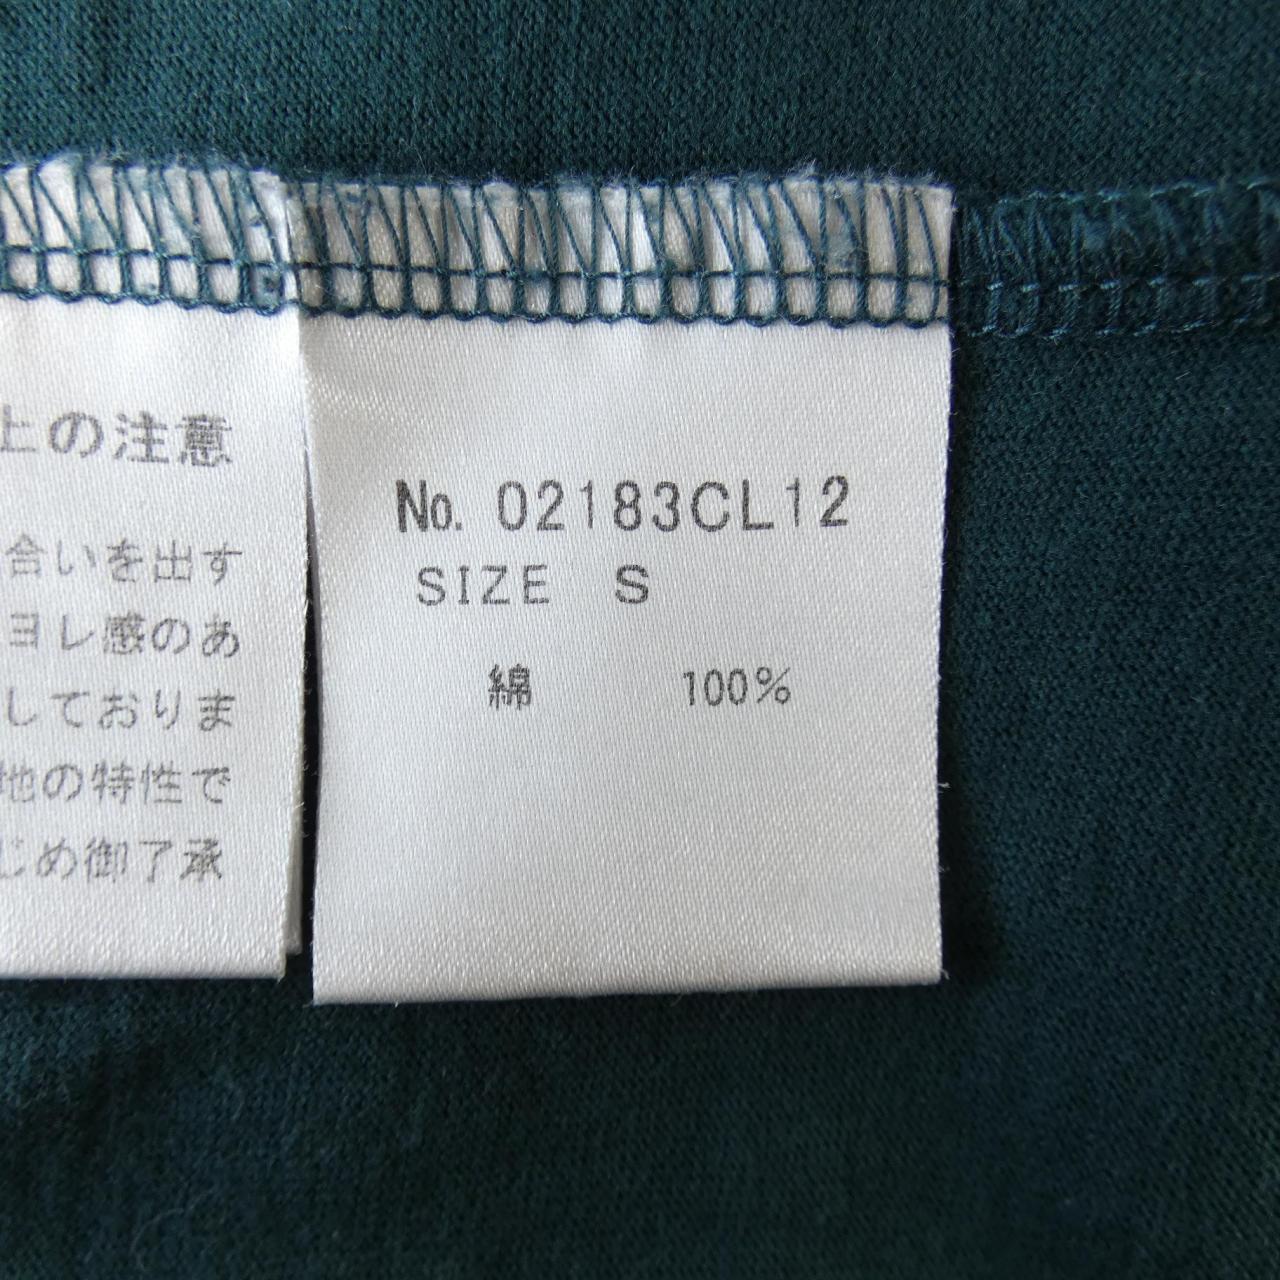 上の注意
合いを出す
ヨレ感のあ
しておりま
地の特性で
じめ御了承
No. 02183CL12
SIZE S
綿 100%